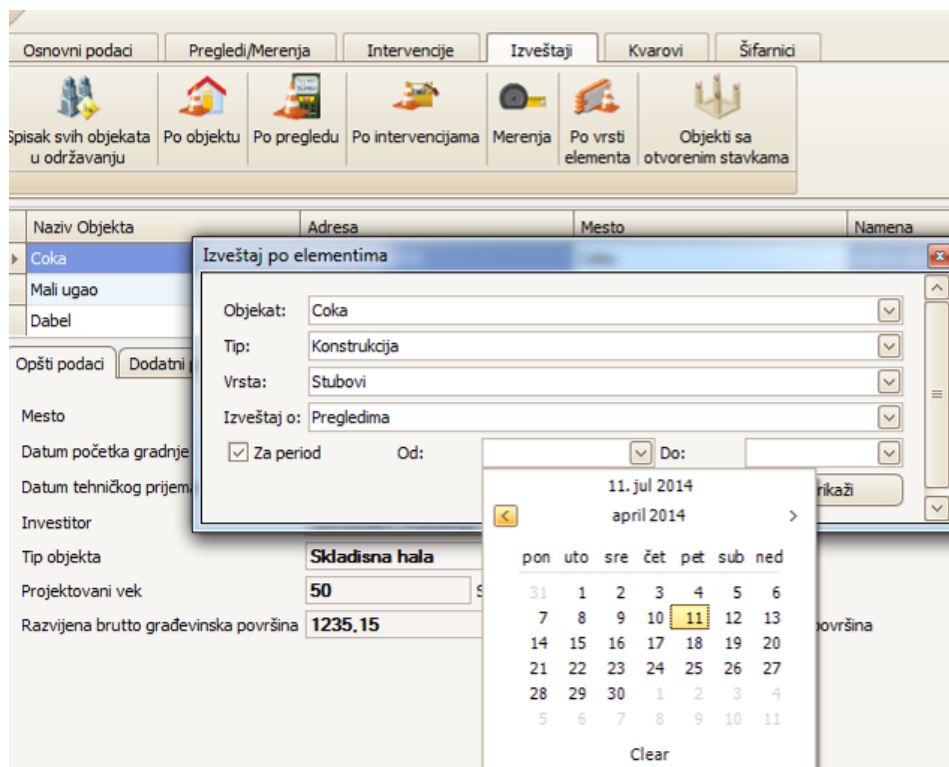 Osnovni podaci Pregledi/Merenja Intervencije Izveštaji Kvarovi Šifarnici
Spisak svih objekata Po objektu Po pregledu Po intervencijama Merenja Po vrsti Objekti sa
u održavanju elementa otvorenim stavkama
Naziv Objekta Adresa Mesto Namena
Coka
Izveštaj po elementima
Mali ugao
Dabel
Objekat: Coka
Tip: Konstrukcija
Vrsta: Stubovi
Izveštaj o: Pregledima
Za period Od: Do:
rikaži
Opšti podaci Dodatni
Mesto
Datum početka gradnje
Datum tehničkog prijema
Investitor
Tip objekta Skladisna hala
Projektovani vek 50
Razvijena brutto građevinska površina 1235,15 površina
11. jul 2014
april 2014
pon uto sre čet pet sub ned
31 1 2 3 4 5 6
7 8 9 10 11 12 13
14 15 16 17 18 19 20
21 22 23 24 25 26 27
28 29 30 1 2 3 4
5 6 7 8 9 10 11
Clear